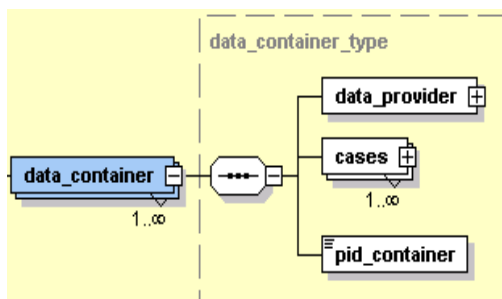 data_container_type
data_provider
cases
1..∞
data_container
1..∞
pid_container